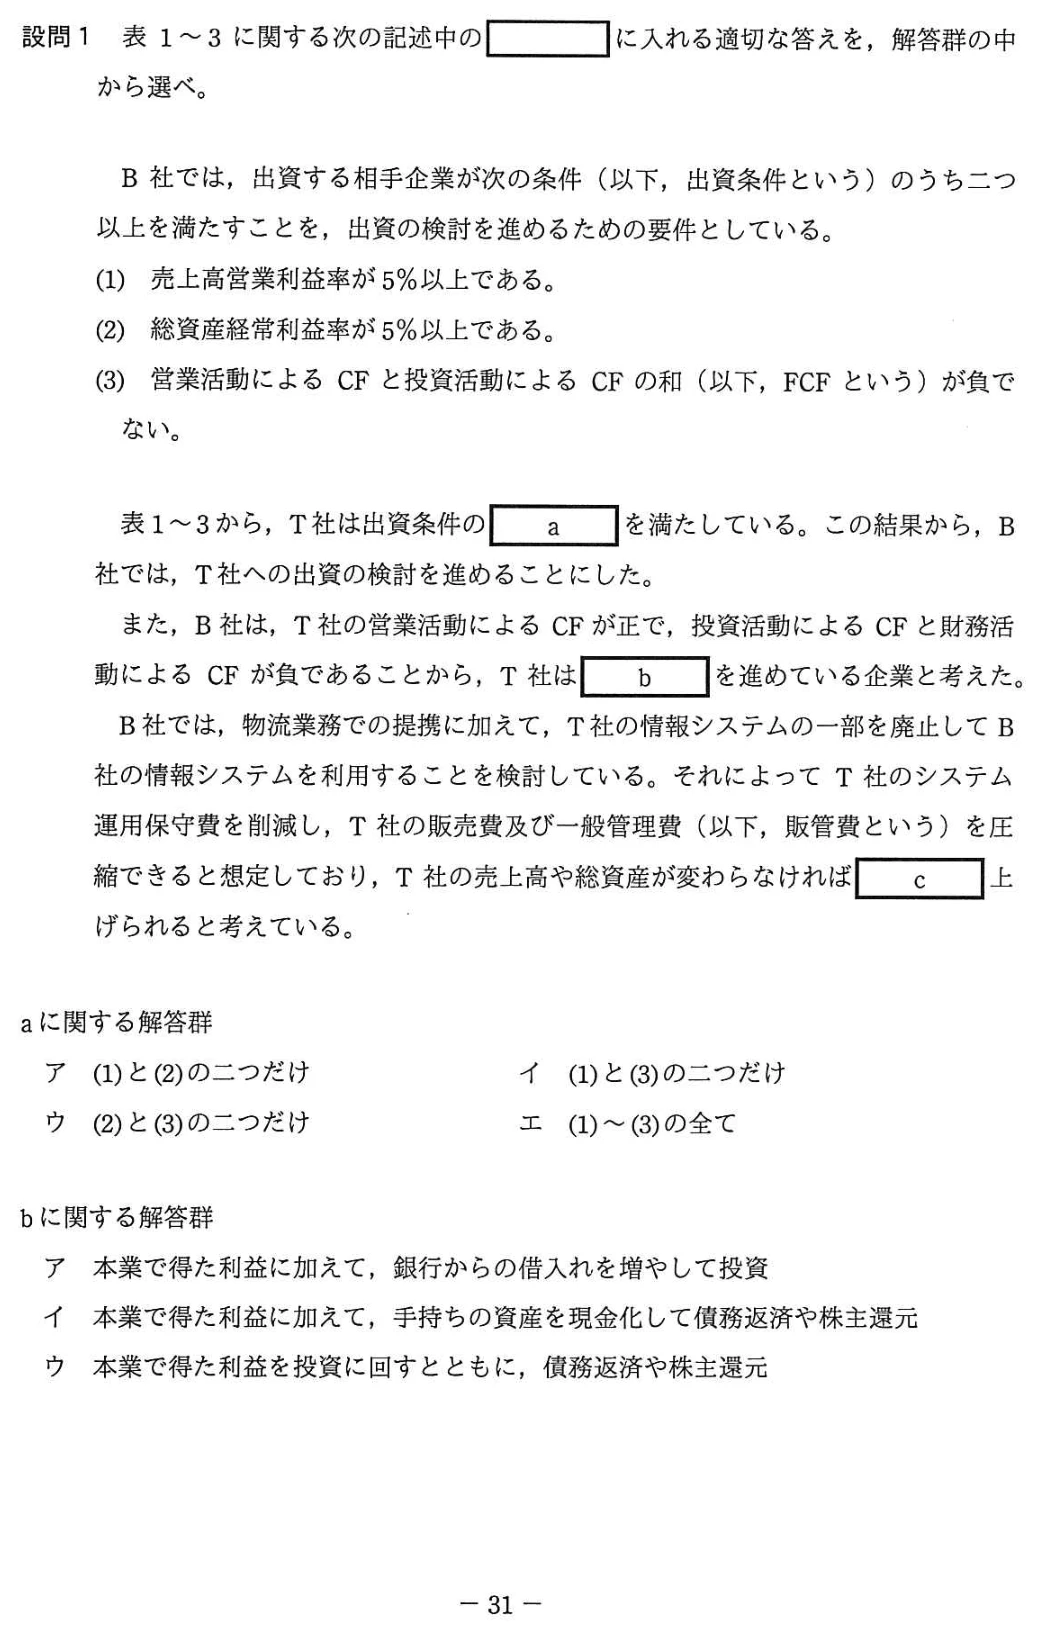 設問1 表 1～3 に関する次の記述中の に入れる適切な答えを，解答群の中
から選べ。
B 社では，出資する相手企業が次の条件（以下，出資条件という）のうち二つ
以上を満たすことを，出資の検討を進めるための要件としている。
(1) 売上高営業利益率が5%以上である。
(2) 総資産経常利益率が5%以上である。
(3) 営業活動による CF と投資活動による CF の和（以下，FCF という）が負で
ない。
表1～3から，T社は出資条件の a を満たしている。この結果から，B
社では，T社への出資の検討を進めることにした。
また，B 社は，T 社の営業活動による CF が正で，投資活動による CF と財務活
動による CF が負であることから，T 社は b を進めている企業と考えた。
B社では，物流業務での提携に加えて，T社の情報システムの一部を廃止して B
社の情報システムを利用することを検討している。それによって T 社のシステム
運用保守費を削減し，T 社の販売費及び一般管理費（以下，販管費という）を圧
縮できると想定しており，T 社の売上高や総資産が変わらなければ c 上
げられると考えている。
aに関する解答群
ア (1)と(2)の二つだけ イ (1)と(3)の二つだけ
ウ (2)と(3)の二つだけ エ (1)～(3)の全て
bに関する解答群
ア 本業で得た利益に加えて，銀行からの借入れを増やして投資
イ 本業で得た利益に加えて，手持ちの資産を現金化して債務返済や株主還元
ウ 本業で得た利益を投資に回すとともに，債務返済や株主還元
－ 31 －